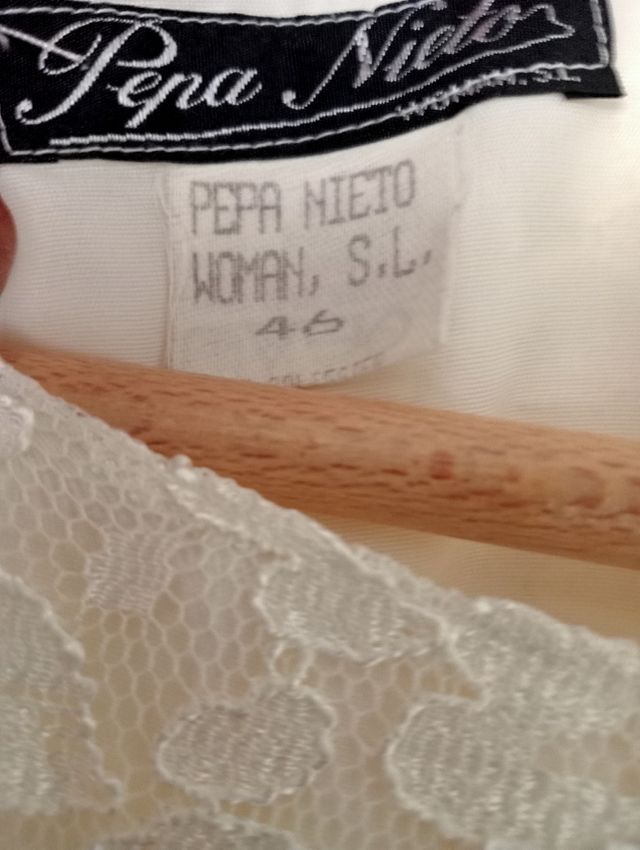 Pepa Nieto
WOMAN, S.L.
PEPA NIETO
WOMAN, S.L.
46